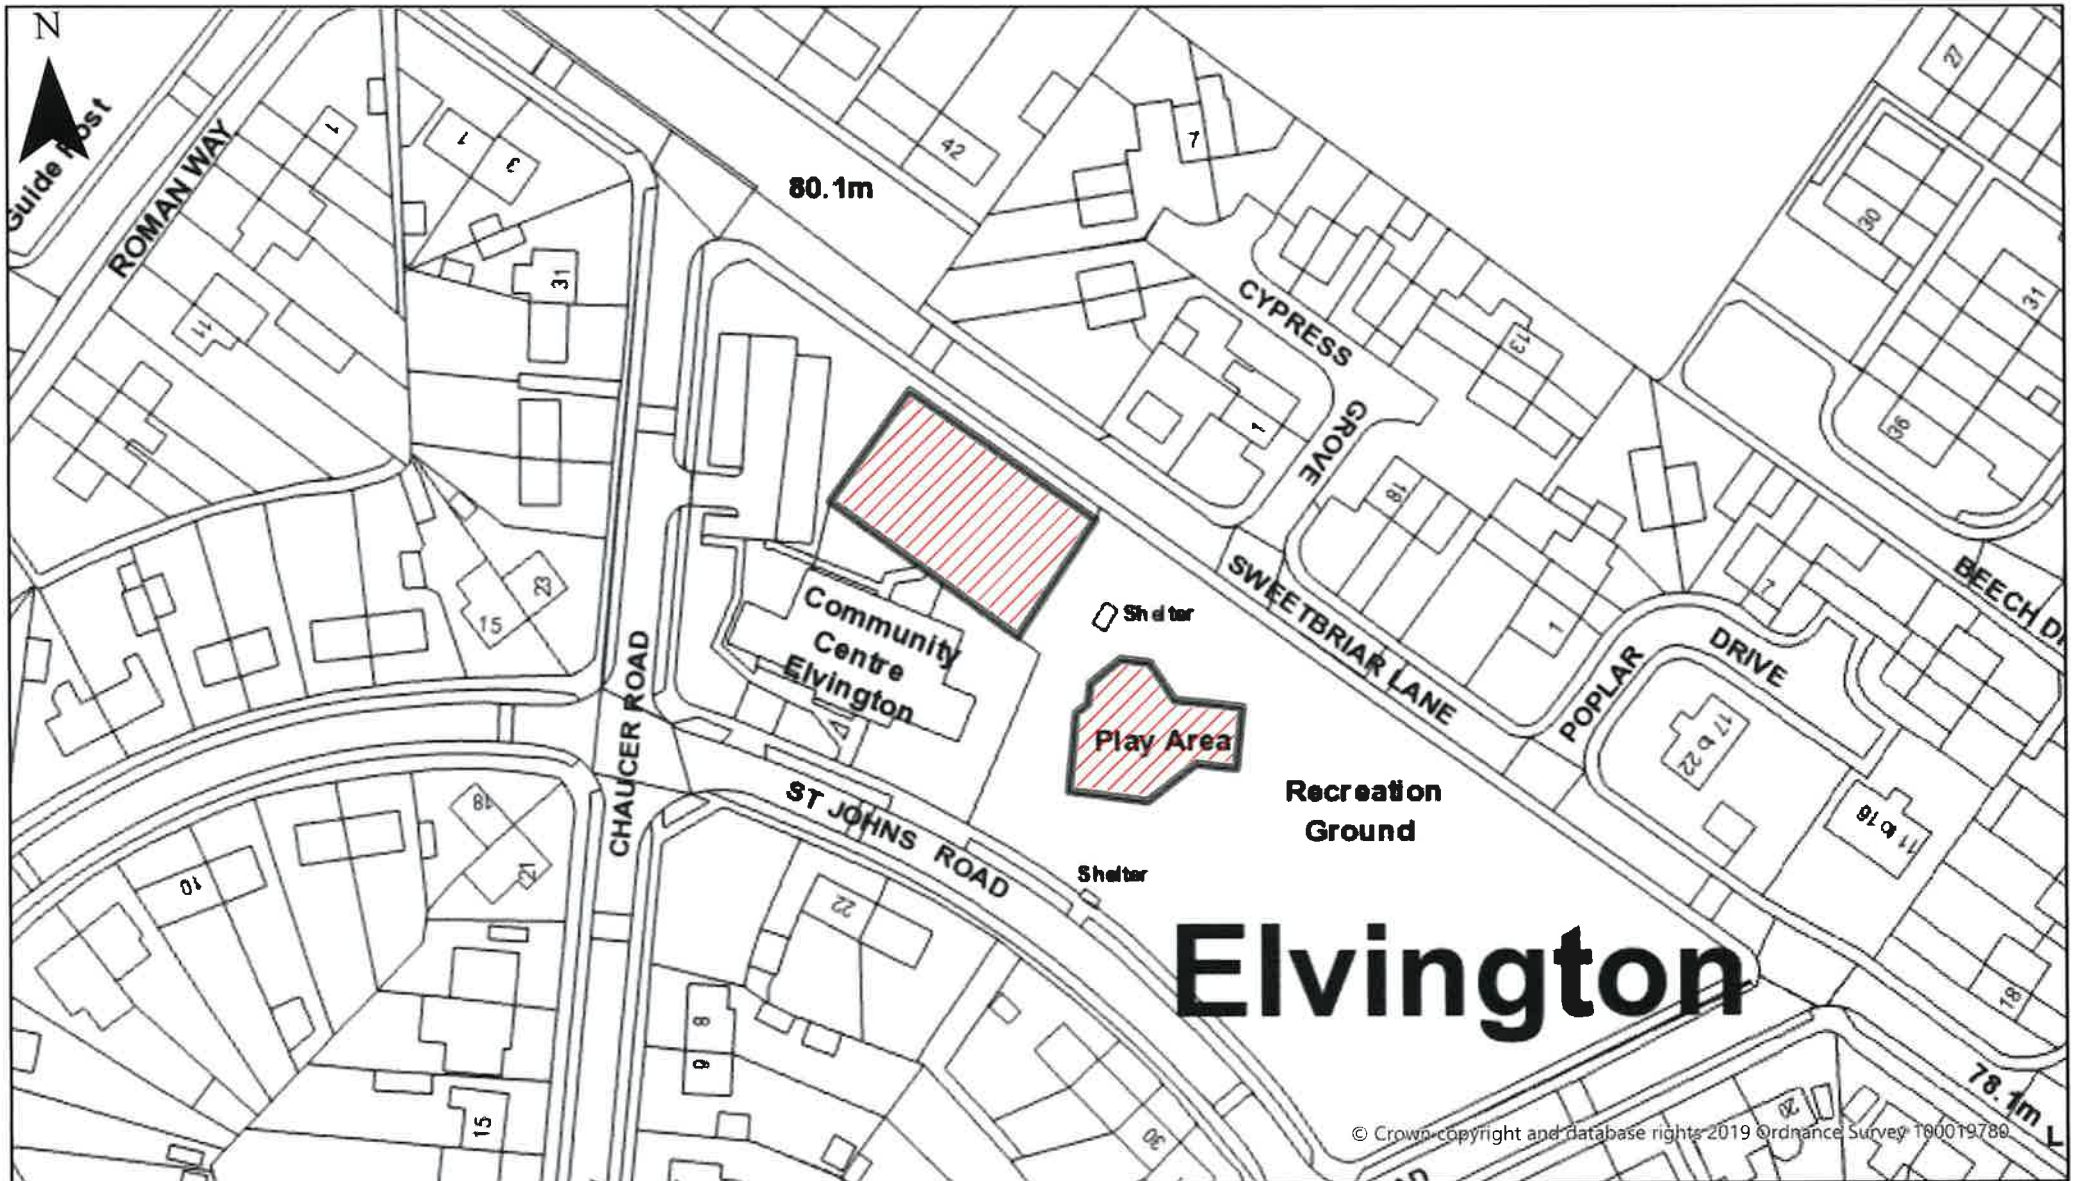 N
Guide Post
ROMAN WAY
1
1
3
31
11
42
80.1m
7
27
30
31
36
CYPRESS
GROVE
13
1
18
1
7
BEECH
SWEETBRIAR LANE
POPLAR
DRIVE
17 to 22
11 to 16
18
15
23
Community
Centre
Elvington
Shelter
Play Area
Recreation
Ground
CHAUCER ROAD
ST JOHNS ROAD
Shelter
18
21
10
22
8
9
15
30
20
Elvington
78.1m
© Crown copyright and database rights 2019 Ordnance Survey 100019780